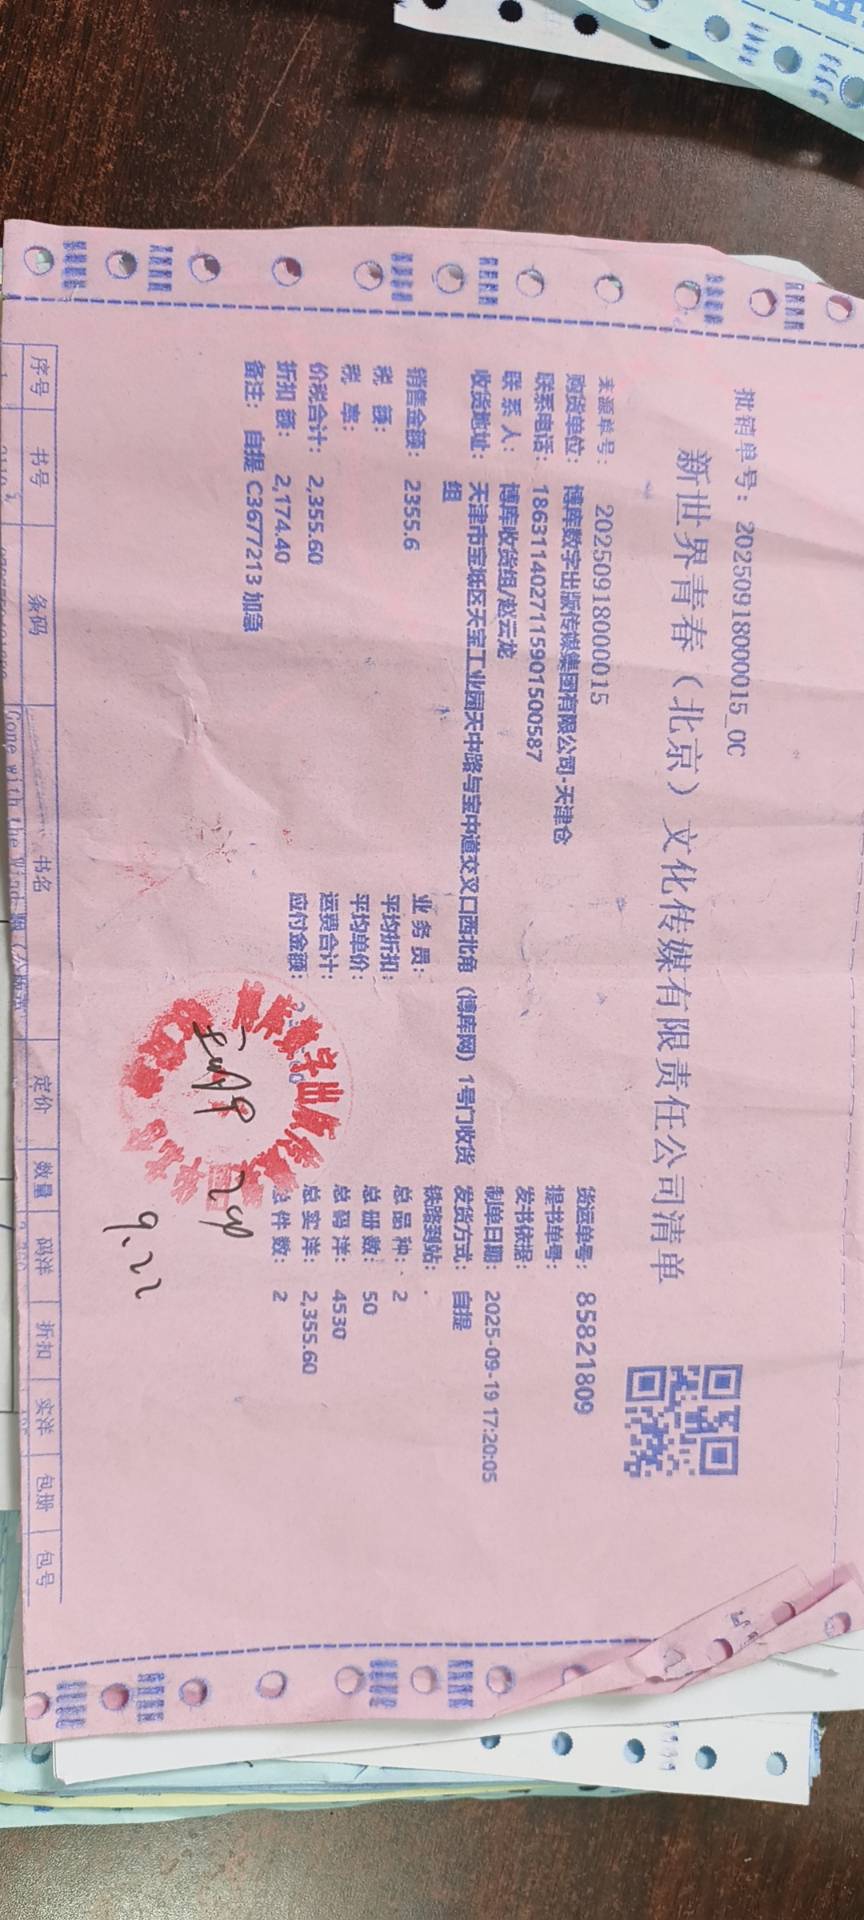 批销单号: 20250918000015_0C
新世界青春（北京）文化传媒有限责任公司清单
来源单号: 20250918000015
货运单号: 85821809
购货单位: 博库数字出版传媒集团有限公司-天津仓
提书单号:
联系电话: 18631140271 15901500587
发书依据:
联 系 人: 博库收货组/赵云龙
制单日期: 2025-09-19 17:20:05
收货地址: 天津市宝坻区天宝工业园天中路与宝中道交叉口西北角（博库网）1号门收货组
发货方式: 自提
铁路到站: .
销售金额: 2355.6
业 务 员:
总 品 种: 2
税 额:
平均折扣:
总 册 数: 50
税 率:
平均单价:
总 码 洋: 4530
价税合计: 2,355.60
运费合计:
总 实 洋: 2,355.60
折扣 额: 2,174.40
应付金额:
件 数: 2
备注: 自提 C3677213 加急
9.22
序号 书号 条码 书名 定价 数量 码洋 折扣 实洋 包册 包号
Gone with the Wind